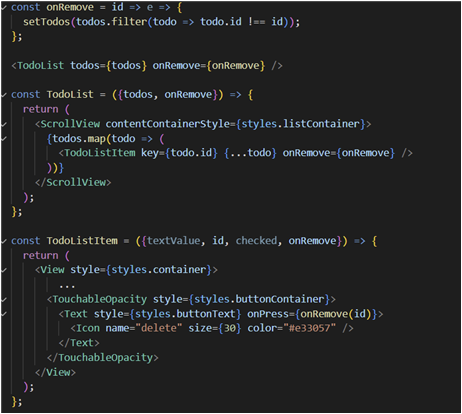 const onRemove = id => e => {
  setTodos(todos.filter(todo => todo.id !== id));
};

<TodoList todos={todos} onRemove={onRemove} />

const TodoList = ({todos, onRemove}) => {
  return (
    <ScrollView contentContainerStyle={styles.listContainer}>
      {todos.map(todo => (
        <TodoListItem key={todo.id} {...todo} onRemove={onRemove} />
      ))}
    </ScrollView>
  );
};

const TodoListItem = ({textValue, id, checked, onRemove}) => {
  return (
    <View style={styles.container}>
        ...
      <TouchableOpacity style={styles.buttonContainer}>
        <Text style={styles.buttonText} onPress={onRemove(id)}>
          <Icon name="delete" size={30} color="#e33057" />
        </Text>
      </TouchableOpacity>
    </View>
  );
};